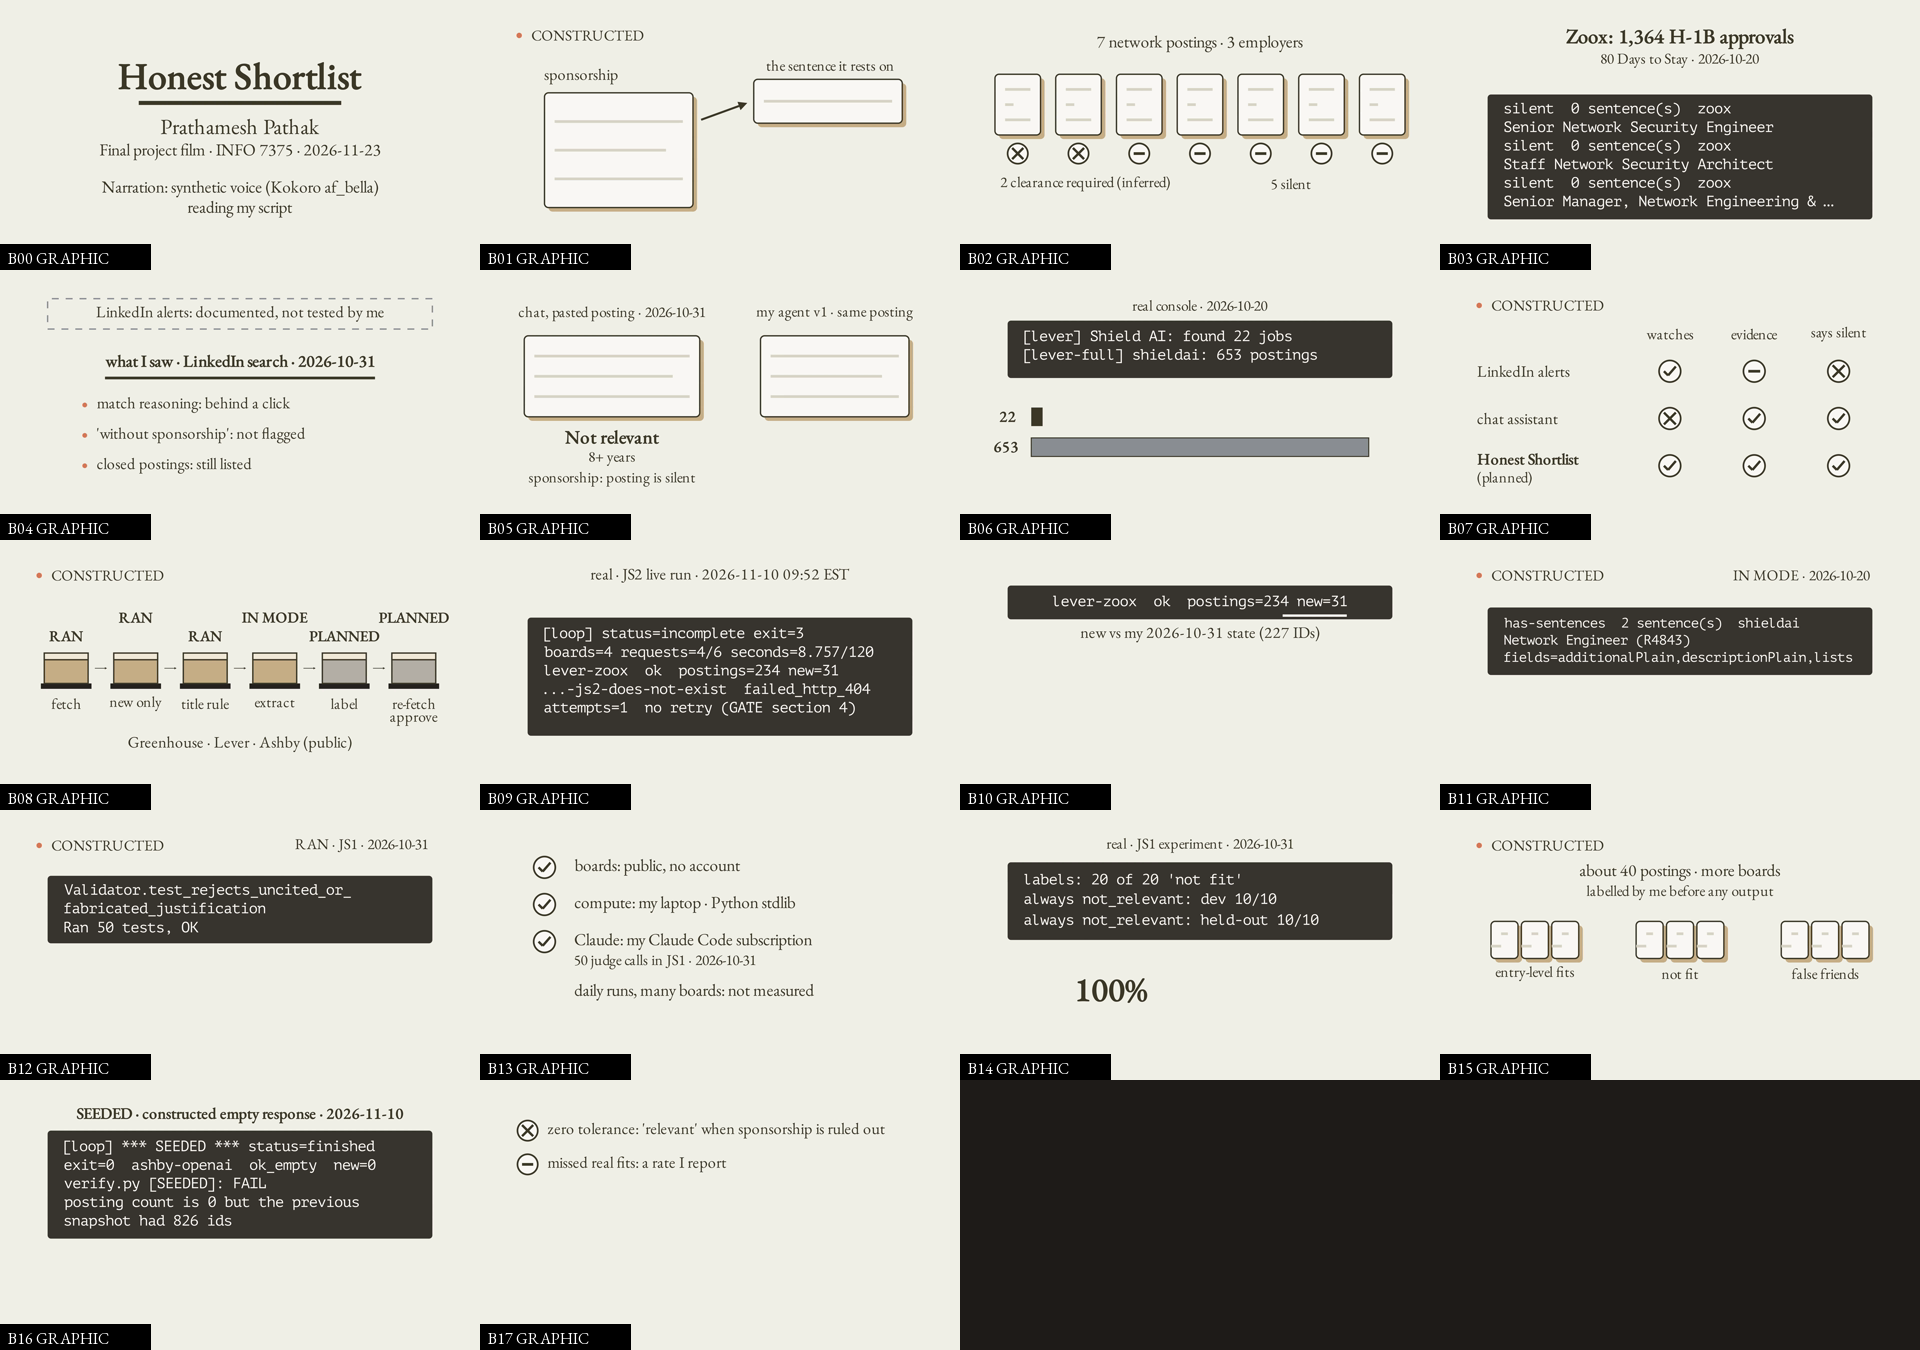 Honest Shortlist
Prathamesh Pathak
Final project film · INFO 7375 · 2026-11-23
Narration: synthetic voice (Kokoro af_bella)
reading my script
B00 GRAPHIC
CONSTRUCTED
sponsorship
the sentence it rests on
B01 GRAPHIC
7 network postings · 3 employers
2 clearance required (inferred)
5 silent
B02 GRAPHIC
Zoox: 1,364 H-1B approvals
80 Days to Stay · 2026-10-20
silent 0 sentence(s) zoox
Senior Network Security Engineer
silent 0 sentence(s) zoox
Staff Network Security Architect
silent 0 sentence(s) zoox
Senior Manager, Network Engineering & ...
B03 GRAPHIC
LinkedIn alerts: documented, not tested by me
what I saw · LinkedIn search · 2026-10-31
match reasoning: behind a click
'without sponsorship': not flagged
closed postings: still listed
B04 GRAPHIC
chat, pasted posting · 2026-10-31
my agent v1 · same posting
Not relevant
8+ years
sponsorship: posting is silent
B05 GRAPHIC
real console · 2026-10-20
[lever] Shield AI: found 22 jobs
[lever-full] shieldai: 653 postings
22
653
B06 GRAPHIC
CONSTRUCTED
watches evidence says silent
LinkedIn alerts
chat assistant
Honest Shortlist
(planned)
B07 GRAPHIC
CONSTRUCTED
RAN RAN RAN IN MODE PLANNED PLANNED
fetch new only title rule extract label re-fetch
approve
Greenhouse · Lever · Ashby (public)
B08 GRAPHIC
real · JS2 live run · 2026-11-10 09:52 EST
[loop] status=incomplete exit=3
boards=4 requests=4/6 seconds=8.757/120
lever-zoox ok postings=234 new=31
...-js2-does-not-exist failed_http_404
attempts=1 no retry (GATE section 4)
B09 GRAPHIC
lever-zoox ok postings=234 new=31
new vs my 2026-10-31 state (227 IDs)
B10 GRAPHIC
CONSTRUCTED
IN MODE · 2026-10-20
has-sentences 2 sentence(s) shieldai
Network Engineer (R4843)
fields=additionalPlain,descriptionPlain,lists
B11 GRAPHIC
CONSTRUCTED
RAN · JS1 · 2026-10-31
Validator.test_rejects_uncited_or_
fabricated_justification
Ran 50 tests, OK
B12 GRAPHIC
boards: public, no account
compute: my laptop · Python stdlib
Claude: my Claude Code subscription
50 judge calls in JS1 · 2026-10-31
daily runs, many boards: not measured
B13 GRAPHIC
real · JS1 experiment · 2026-10-31
labels: 20 of 20 'not fit'
always not_relevant: dev 10/10
always not_relevant: held-out 10/10
100%
B14 GRAPHIC
CONSTRUCTED
about 40 postings · more boards
labelled by me before any output
entry-level fits
not fit
false friends
B15 GRAPHIC
SEEDED · constructed empty response · 2026-11-10
[loop] *** SEEDED *** status=finished
exit=0 ashby-openai ok_empty new=0
verify.py [SEEDED]: FAIL
posting count is 0 but the previous
snapshot had 826 ids
B16 GRAPHIC
zero tolerance: 'relevant' when sponsorship is ruled out
missed real fits: a rate I report
B17 GRAPHIC